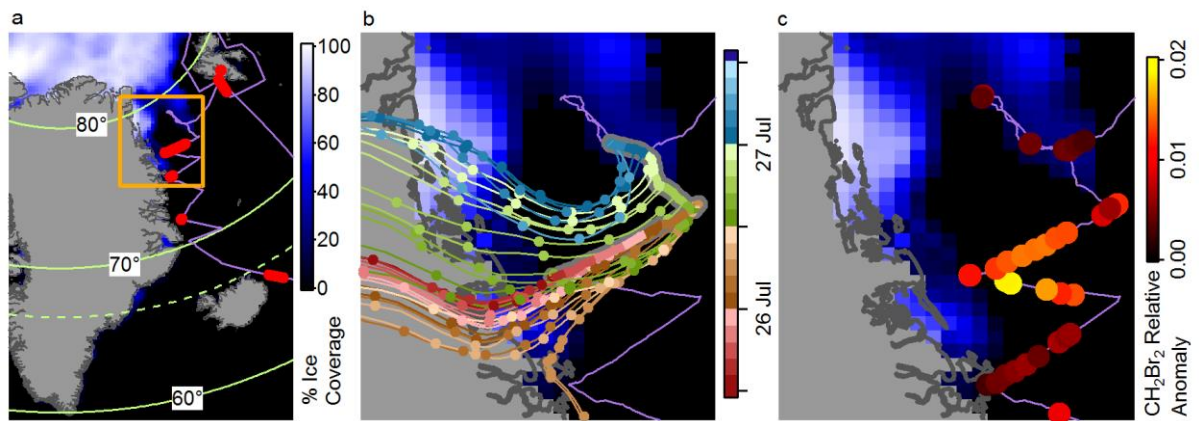 a
80°
70°
60°
100
80
60
40
20
0
% Ice
Coverage
b
27 Jul
26 Jul
c
0.02
0.01
0.00
CH₂Br₂ Relative
Anomaly